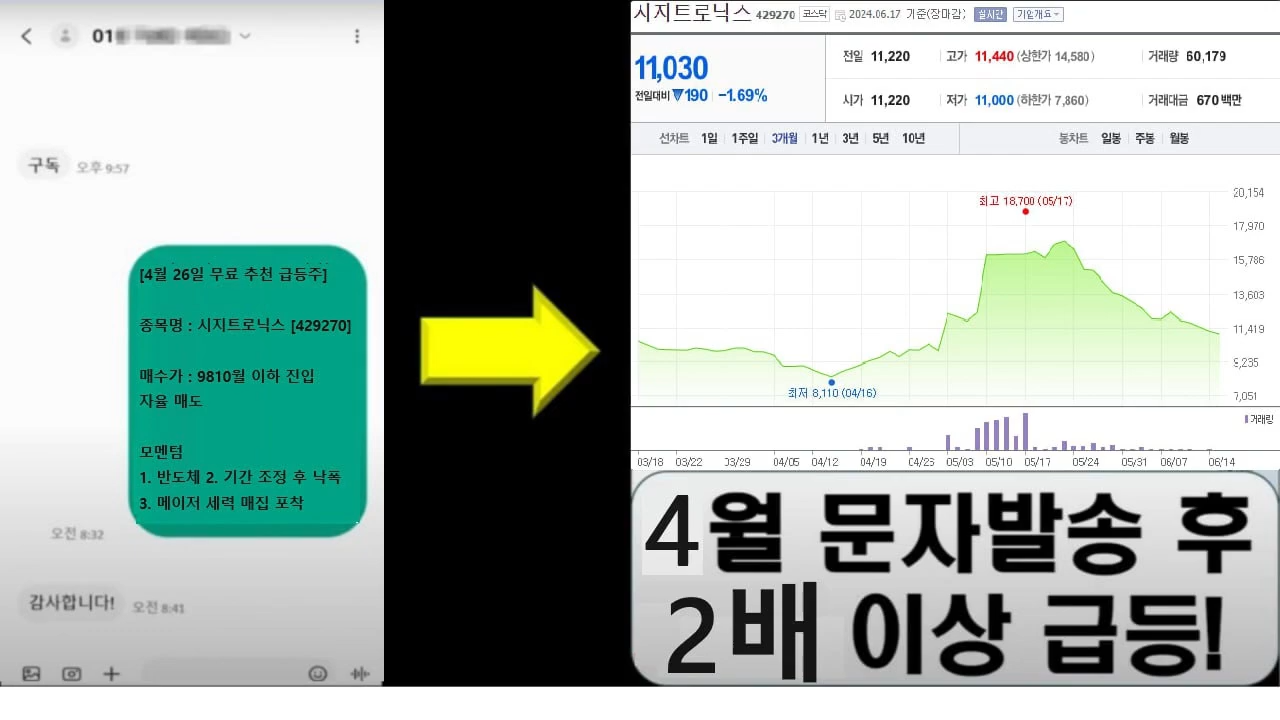 01
구독
오후 9:57
[4월 26일 무료 추천 급등주]
종목명 : 시지트로닉스 [429270]
매수가 : 9810월 이하 진입
자율 매도
모멘텀
1. 반도체 2. 기간 조정 후 낙폭
3. 메이저 세력 매집 포착
오전 8:32
감사합니다!
오전 8:41
시지트로닉스 429270 코스닥 2024.06.17 기준(장마감) 실시간 기업개요
11,030
전일대비 ▼190 -1.69%
전일 11,220 고가 11,440 (상한가 14,580) 거래량 60,179
시가 11,220 저가 11,000 (하한가 7,860) 거래대금 670 백만
선차트 1일 1주일 3개월 1년 3년 5년 10년 봉차트 일봉 주봉 월봉
최고 18,700 (05/17)
20,154
17,970
15,786
13,603
11,419
9,235
7,051
최저 8,110 (04/16)
거래량
03/18 03/22 03/29 04/05 04/12 04/19 04/26 05/03 05/10 05/17 05/24 05/31 06/07 06/14
4월 문자발송 후
2배 이상 급등!